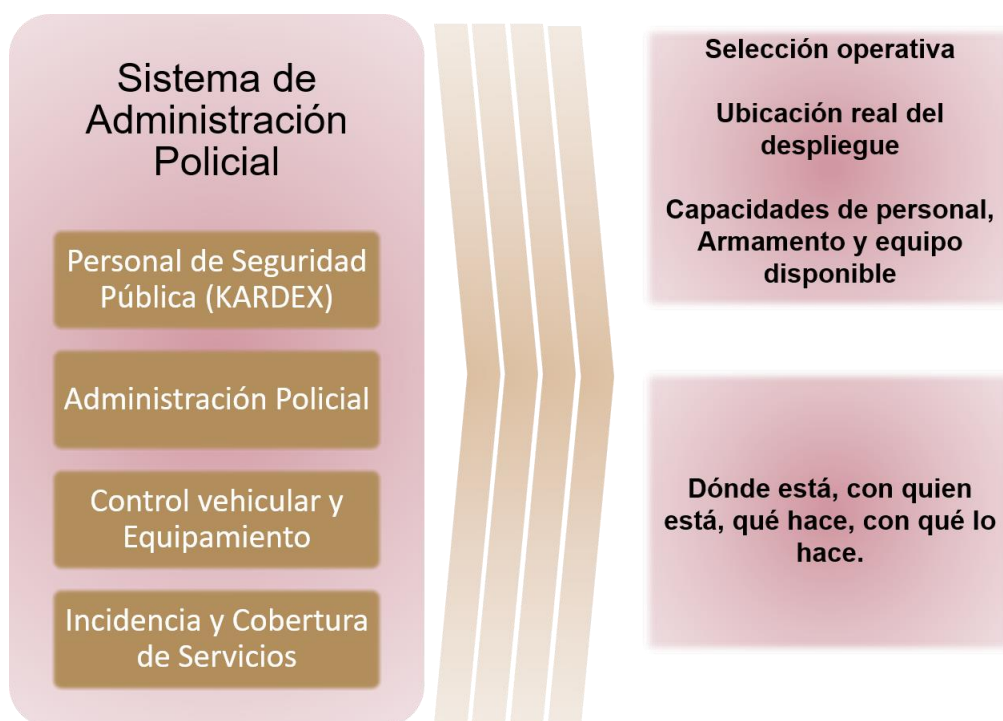 Sistema de
Administración
Policial
Personal de Seguridad
Pública (KARDEX)
Administración Policial
Control vehicular y
Equipamiento
Incidencia y Cobertura
de Servicios
Selección operativa
Ubicación real del
despliegue
Capacidades de personal,
Armamento y equipo
disponible
Dónde está, con quien
está, qué hace, con qué lo
hace.